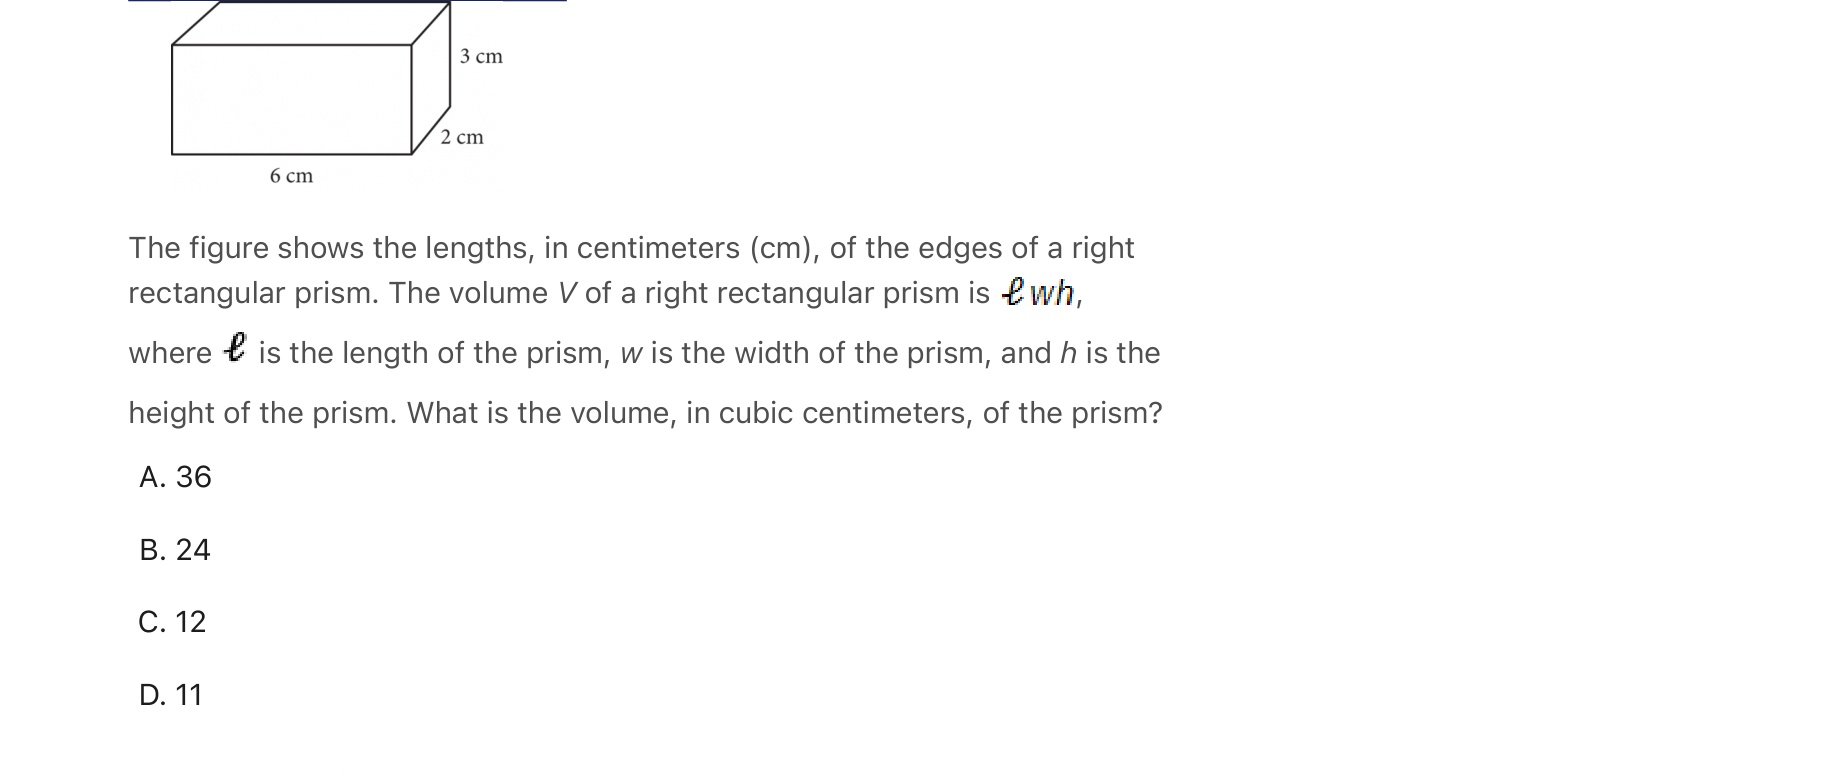 3 cm
2 cm
6 cm
The figure shows the lengths, in centimeters (cm), of the edges of a right
rectangular prism. The volume V of a right rectangular prism is ℓwh,
where ℓ is the length of the prism, w is the width of the prism, and h is the
height of the prism. What is the volume, in cubic centimeters, of the prism?
A. 36
B. 24
C. 12
D. 11